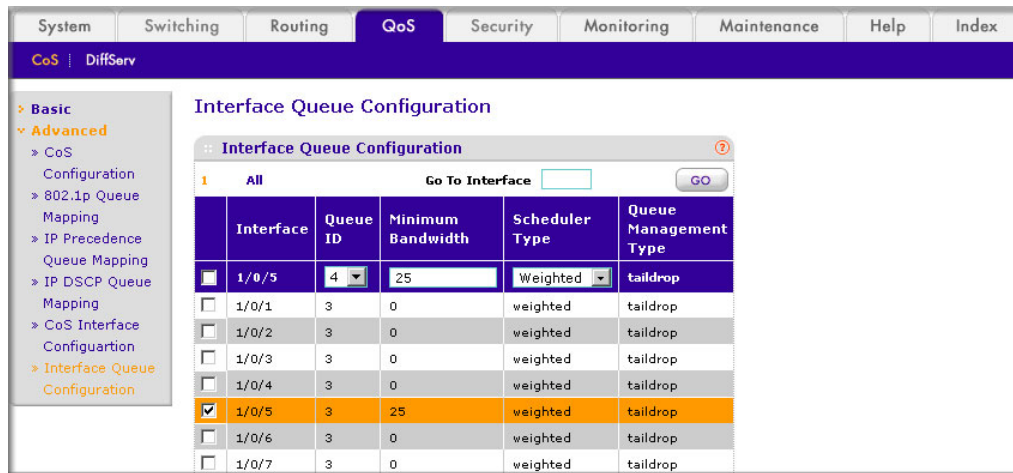 System Switching Routing QoS Security Monitoring Maintenance Help Index
CoS | DiffServ
Basic
Advanced
» CoS
Configuration
» 802.1p Queue
Mapping
» IP Precedence
Queue Mapping
» IP DSCP Queue
Mapping
» CoS Interface
Configuartion
» Interface Queue
Configuration
Interface Queue Configuration
Interface Queue Configuration ?
1 All Go To Interface GO
Interface Queue ID Minimum Bandwidth Scheduler Type Queue Management Type
1/0/5 4 25 Weighted taildrop
1/0/1 3 0 weighted taildrop
1/0/2 3 0 weighted taildrop
1/0/3 3 0 weighted taildrop
1/0/4 3 0 weighted taildrop
1/0/5 3 25 weighted taildrop
1/0/6 3 0 weighted taildrop
1/0/7 3 0 weighted taildrop